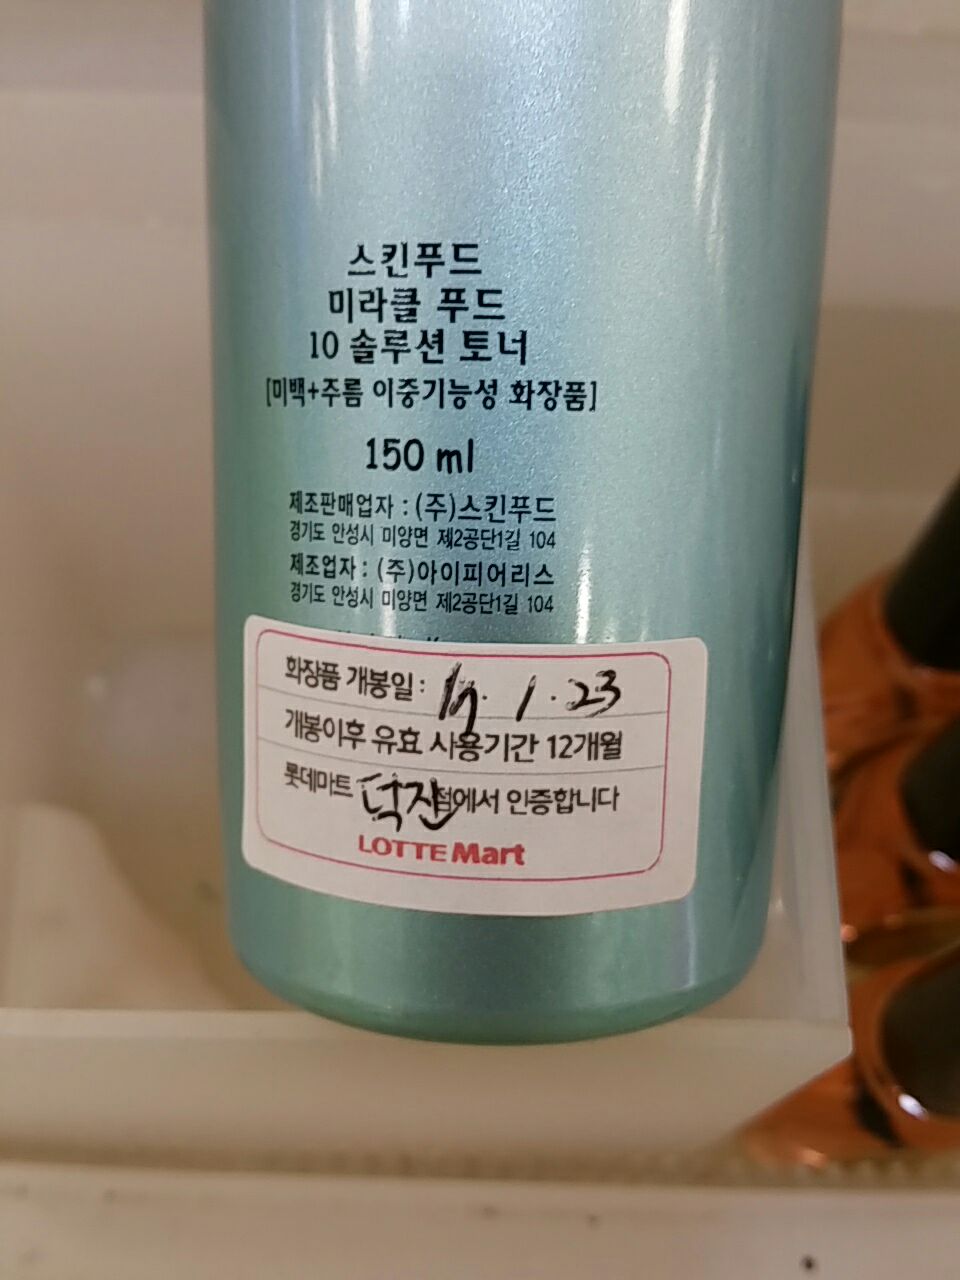 스킨푸드
미라클 푸드
10 솔루션 토너
[미백+주름 이중기능성 화장품]
150 ml
제조판매업자 : (주)스킨푸드
경기도 안성시 미양면 제2공단1길 104
제조업자 : (주)아이피어리스
경기도 안성시 미양면 제2공단1길 104
화장품 개봉일 : 19. 1. 23
개봉이후 유효 사용기간 12개월
롯데마트 덕진점에서 인증합니다
LOTTE Mart